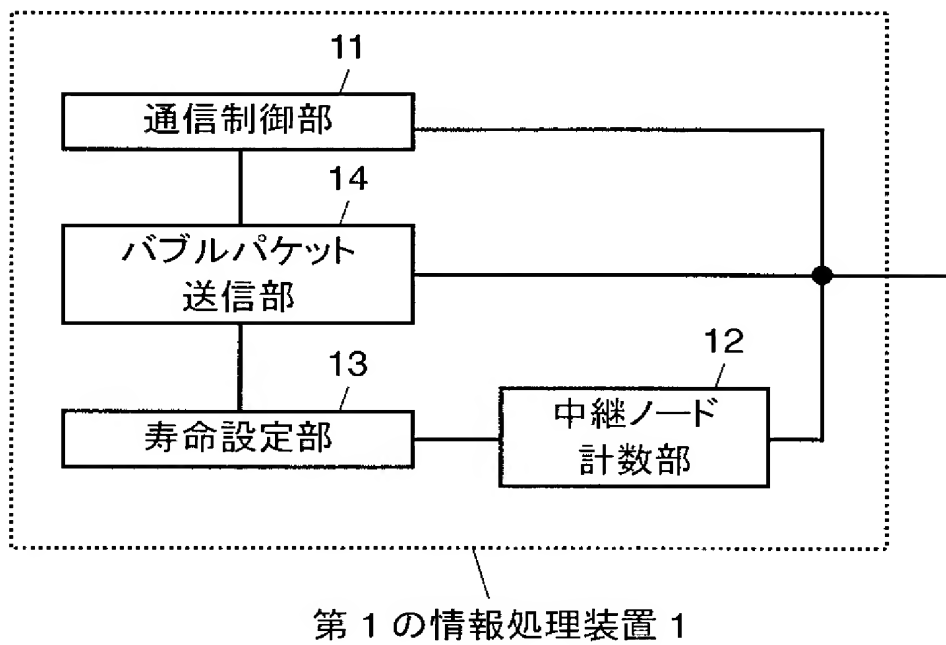 11
通信制御部
14
バブルパケット
送信部
13
寿命設定部
12
中継ノード
計数部
第1の情報処理装置1